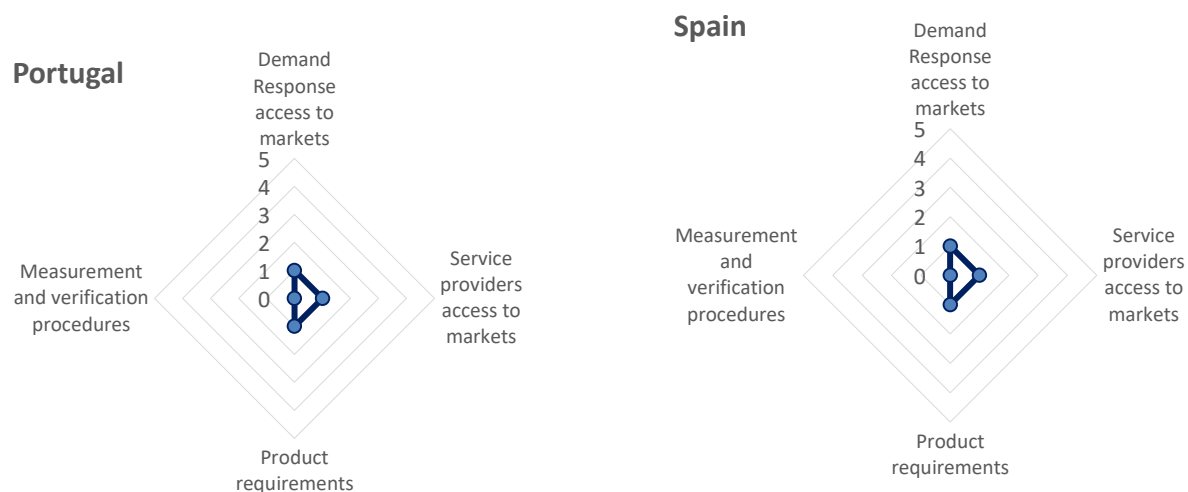 Portugal
Demand
Response
access to
markets
5
4
3
2
1
0
Measurement
and verification
procedures
Service
providers
access to
markets
Product
requirements
Spain
Demand
Response
access to
markets
5
4
3
2
1
0
Measurement
and
verification
procedures
Service
providers
access to
markets
Product
requirements